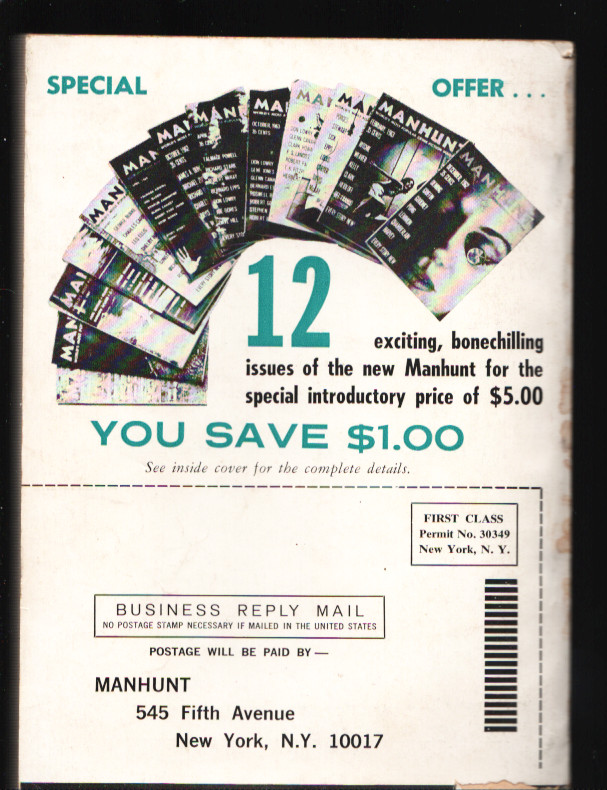 SPECIAL OFFER...
MANHUNT
12
exciting, bonechilling
issues of the new Manhunt for the
special introductory price of $5.00
YOU SAVE $1.00
See inside cover for the complete details.
FIRST CLASS
Permit No. 30349
New York, N. Y.
BUSINESS REPLY MAIL
NO POSTAGE STAMP NECESSARY IF MAILED IN THE UNITED STATES
POSTAGE WILL BE PAID BY—
MANHUNT
545 Fifth Avenue
New York, N.Y. 10017